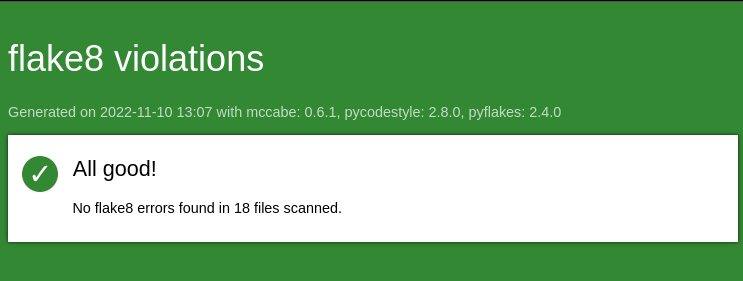 flake8 violations
Generated on 2022-11-10 13:07 with mccabe: 0.6.1, pycodestyle: 2.8.0, pyflakes: 2.4.0
All good!
No flake8 errors found in 18 files scanned.